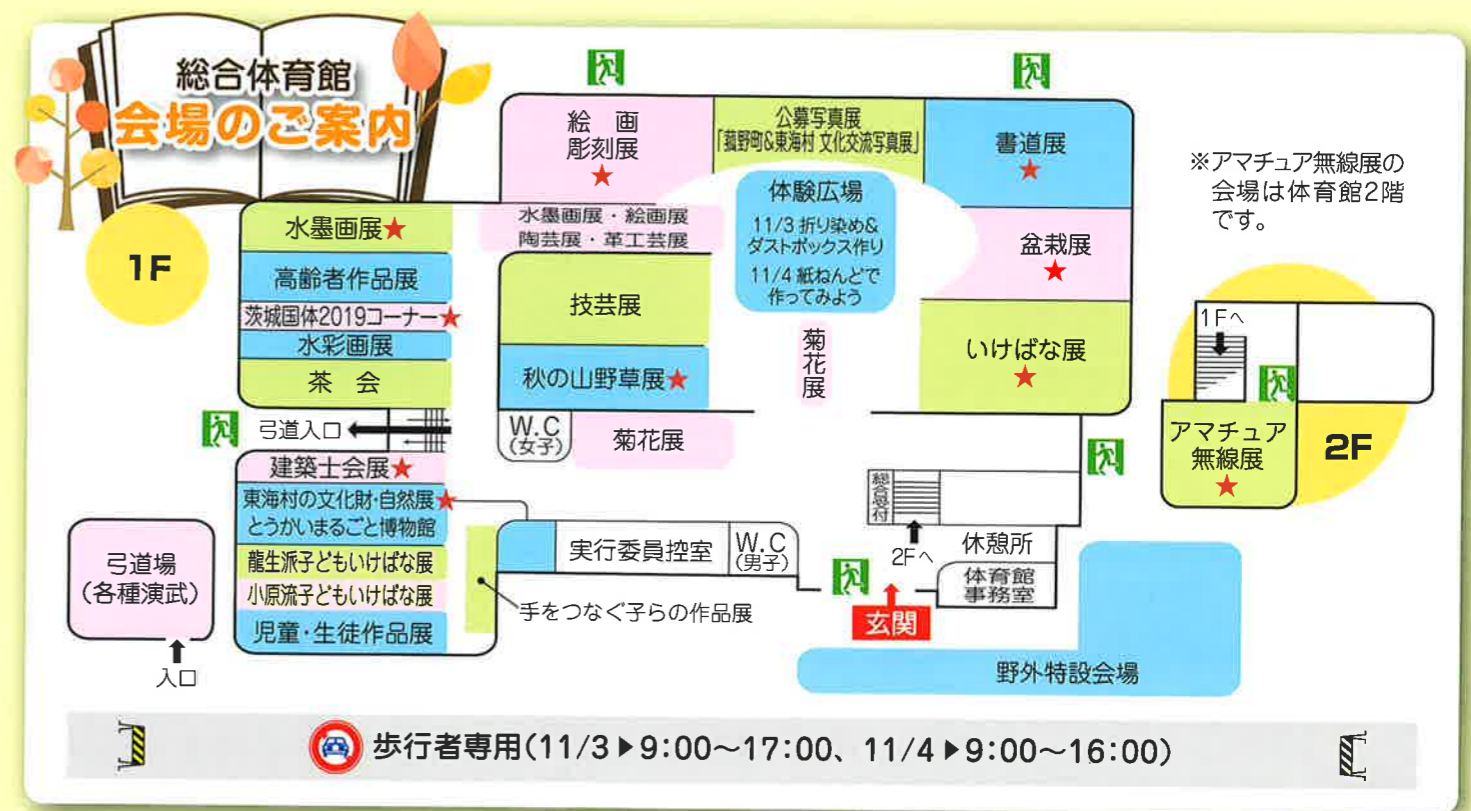 総合体育館
会場のご案内
1F
絵画
彫刻展
★
公募写真展
「菰野町&東海村 文化交流写真展」
書道展
★
※アマチュア無線展の
会場は体育館2階
です。
水墨画展★
高齢者作品展
茨城国体2019コーナー★
水彩画展
茶会
水墨画展・絵画展
陶芸展・革工芸展
体験広場
11/3 折り染め&
ダストボックス作り
11/4 紙ねんどで
作ってみよう
盆栽展
★
技芸展
秋の山野草展★
菊花展
いけばな展
★
1Fへ
アマチュア
無線展
★
2F
弓道入口
W.C
(女子)
菊花展
建築士会展★
東海村の文化財・自然展★
とうかいまるごと博物館
龍生派子どもいけばな展
小原流子どもいけばな展
児童・生徒作品展
弓道場
(各種演武)
入口
実行委員控室
W.C
(男子)
手をつなぐ子らの作品展
総合受付
2Fへ
休憩所
体育館
事務室
玄関
野外特設会場
歩行者専用(11/3▶9:00〜17:00、11/4▶9:00〜16:00)